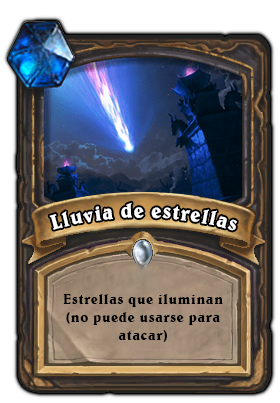 Lluvia de estrellas
Estrellas que iluminan
(no puede usarse para
atacar)